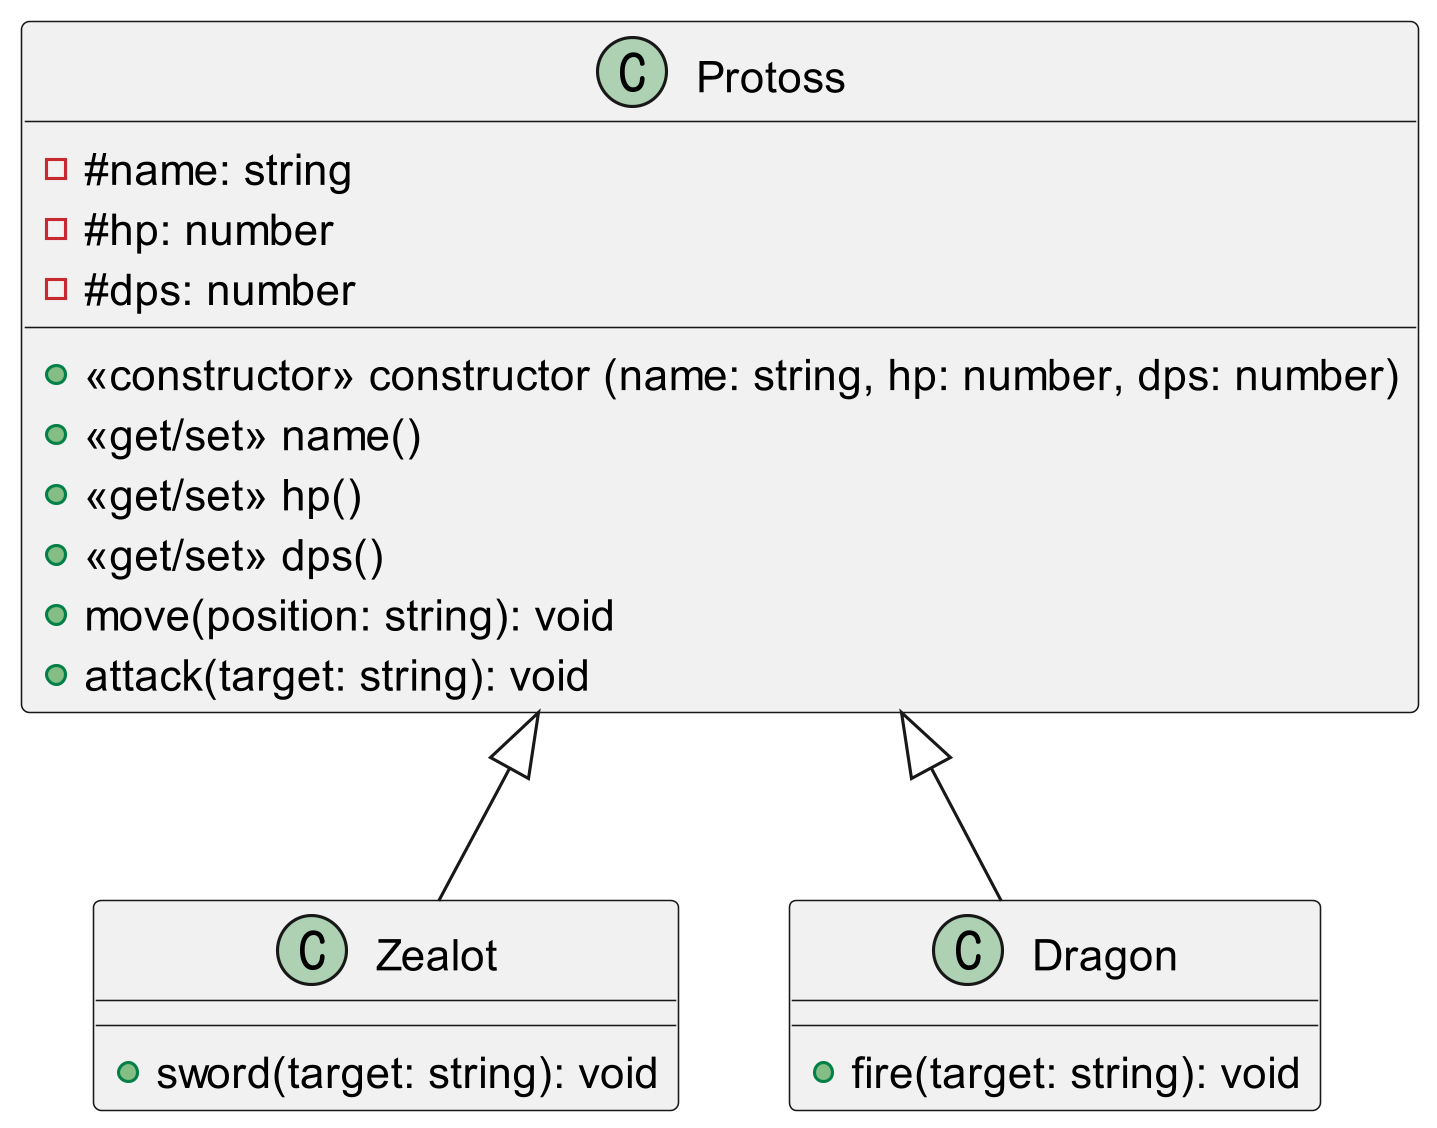 C Protoss
#name: string
#hp: number
#dps: number
«constructor» constructor (name: string, hp: number, dps: number)
«get/set» name()
«get/set» hp()
«get/set» dps()
move(position: string): void
attack(target: string): void
C Zealot
sword(target: string): void
C Dragon
fire(target: string): void